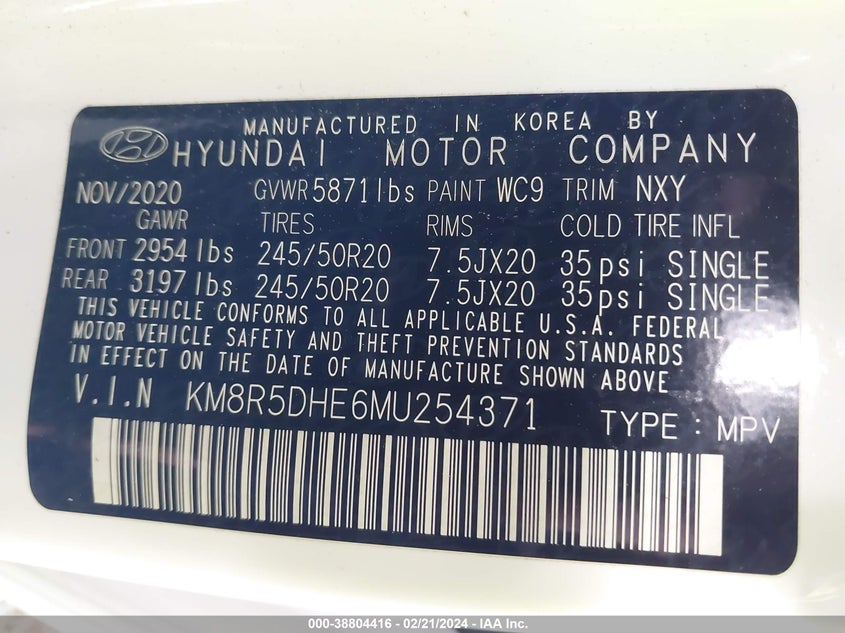 MANUFACTURED IN KOREA BY
HYUNDAI MOTOR COMPANY
NOV/2020 GVWR 5871lbs PAINT WC9 TRIM NXY
GAWR TIRES RIMS COLD TIRE INFL
FRONT 2954 lbs 245/50R20 7.5JX20 35psi SINGLE
REAR 3197 lbs 245/50R20 7.5JX20 35psi SINGLE
THIS VEHICLE CONFORMS TO ALL APPLICABLE U.S.A. FEDERAL
MOTOR VEHICLE SAFETY AND THEFT PREVENTION STANDARDS
IN EFFECT ON THE DATE OF MANUFACTURE SHOWN ABOVE
V.I.N KM8R5DHE6MU254371 TYPE : MPV
000-38804416 - 02/21/2024 - IAA Inc.